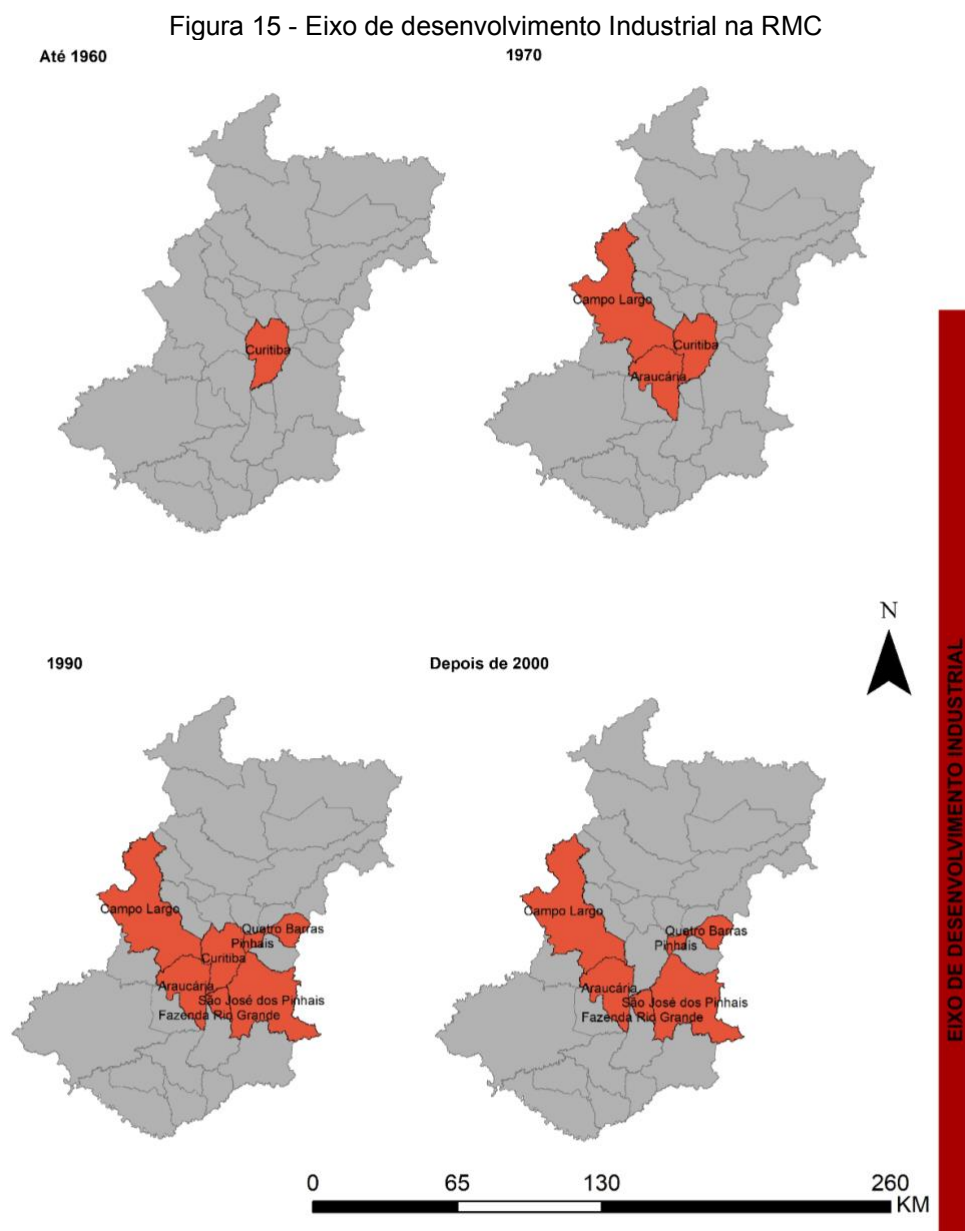 Figura 15 - Eixo de desenvolvimento Industrial na RMC
Até 1960
1970
Curitiba
Campo Largo
Curitiba
Araucária
1990
Depois de 2000
N
Campo Largo
Quatro Barras
Pinhais
Curitiba
Araucária
São José dos Pinhais
Fazenda Rio Grande
Campo Largo
Quatro Barras
Pinhais
Araucária
São José dos Pinhais
Fazenda Rio Grande
EIXO DE DESENVOLVIMENTO INDUSTRIAL
0 65 130 260
KM